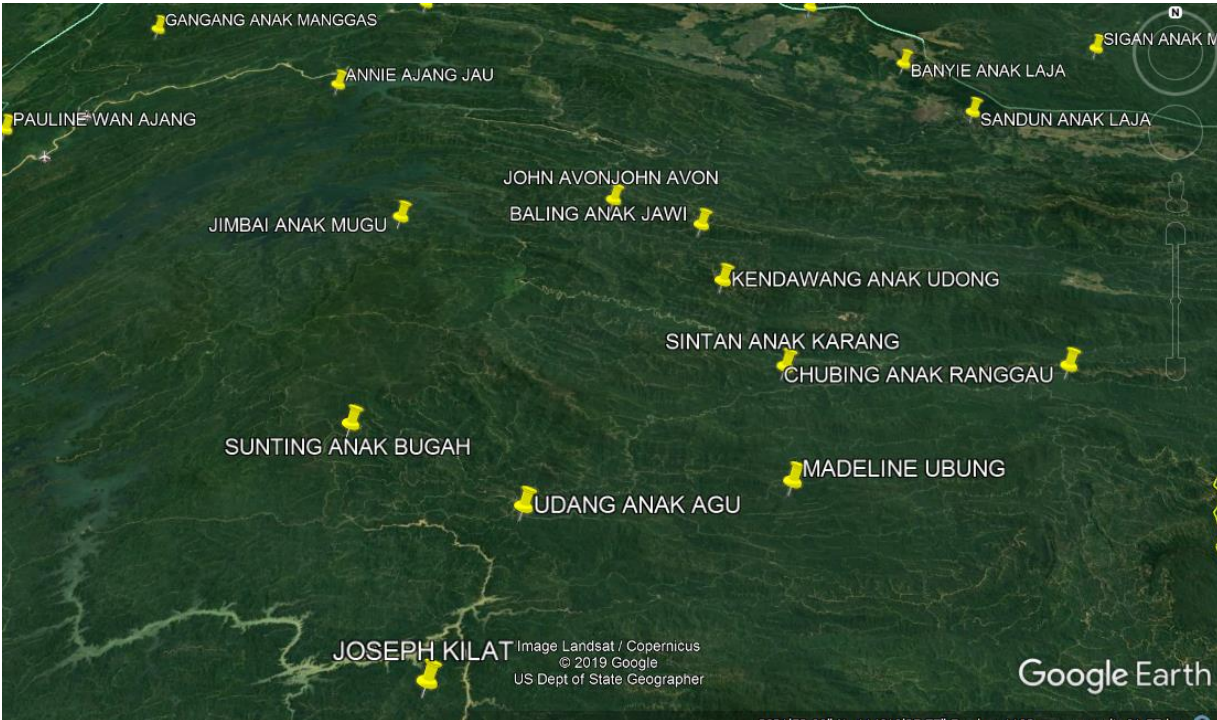 GANGANG ANAK MANGGAS
N
SIGAN ANAK M
ANNIE AJANG JAU
BANYIE ANAK LAJA
PAULINE WAN AJANG
SANDUN ANAK LAJA
JOHN AVONJOHN AVON
BALING ANAK JAWI
JIMBAI ANAK MUGU
KENDAWANG ANAK UDONG
SINTAN ANAK KARANG
CHUBING ANAK RANGGAU
SUNTING ANAK BUGAH
MADELINE UBUNG
UDANG ANAK AGU
JOSEPH KILAT
Image Landsat / Copernicus
© 2019 Google
US Dept of State Geographer
Google Earth